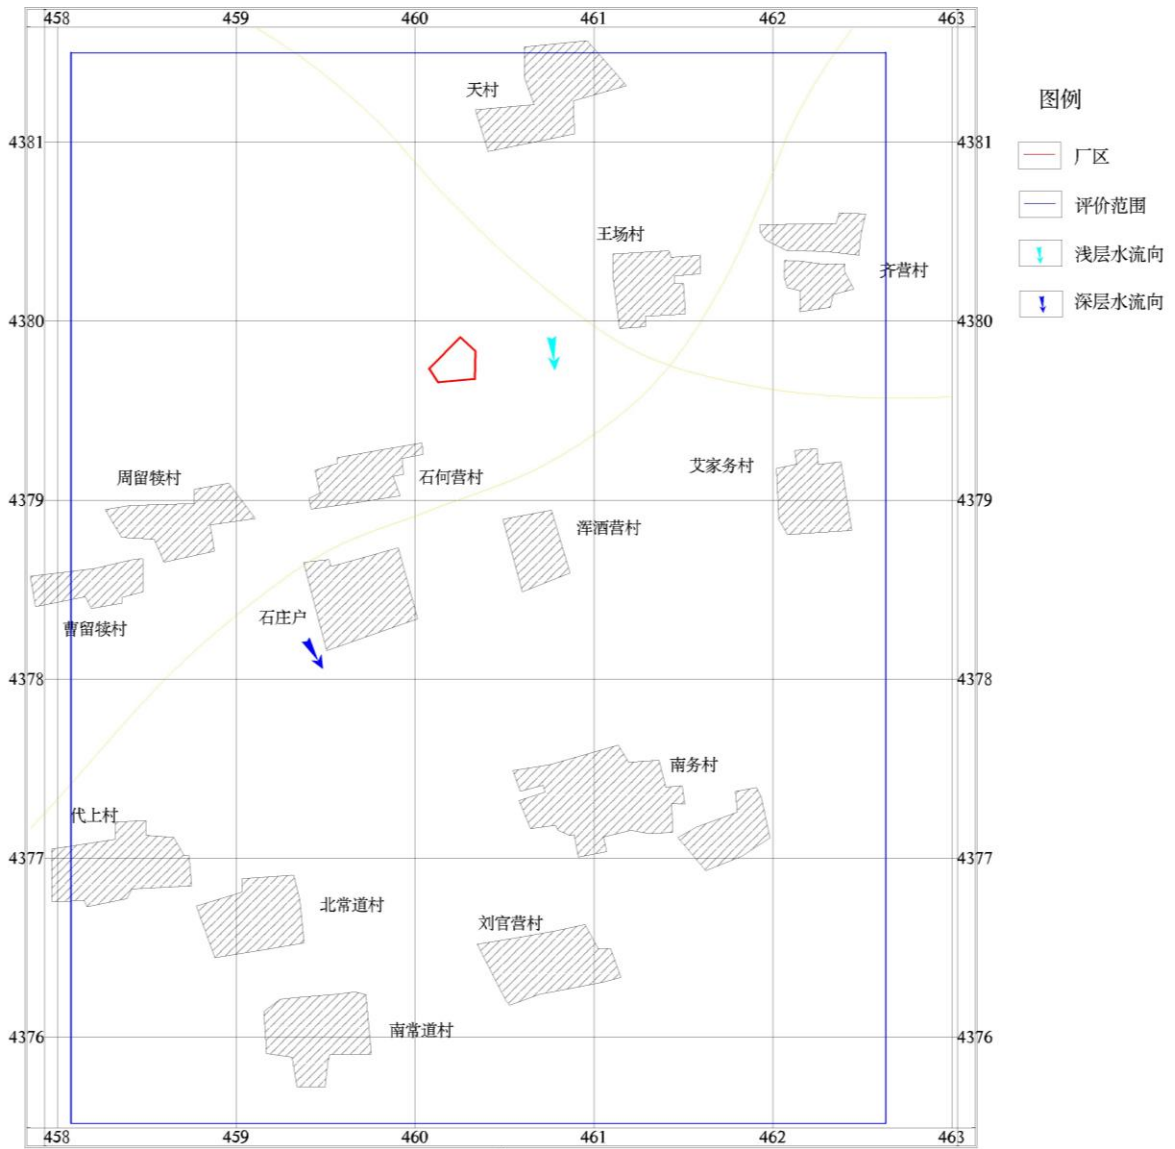 458 459 460 461 462 463
天村
图例
4381 4381
厂区
评价范围
王场村
浅层水流向
齐营村
深层水流向
4380 4380
艾家务村
周留犊村
石何营村
4379 4379
浑酒营村
石庄户
曹留犊村
4378 4378
南务村
代上村
4377 4377
北常道村
刘官营村
南常道村
4376 4376
458 459 460 461 462 463